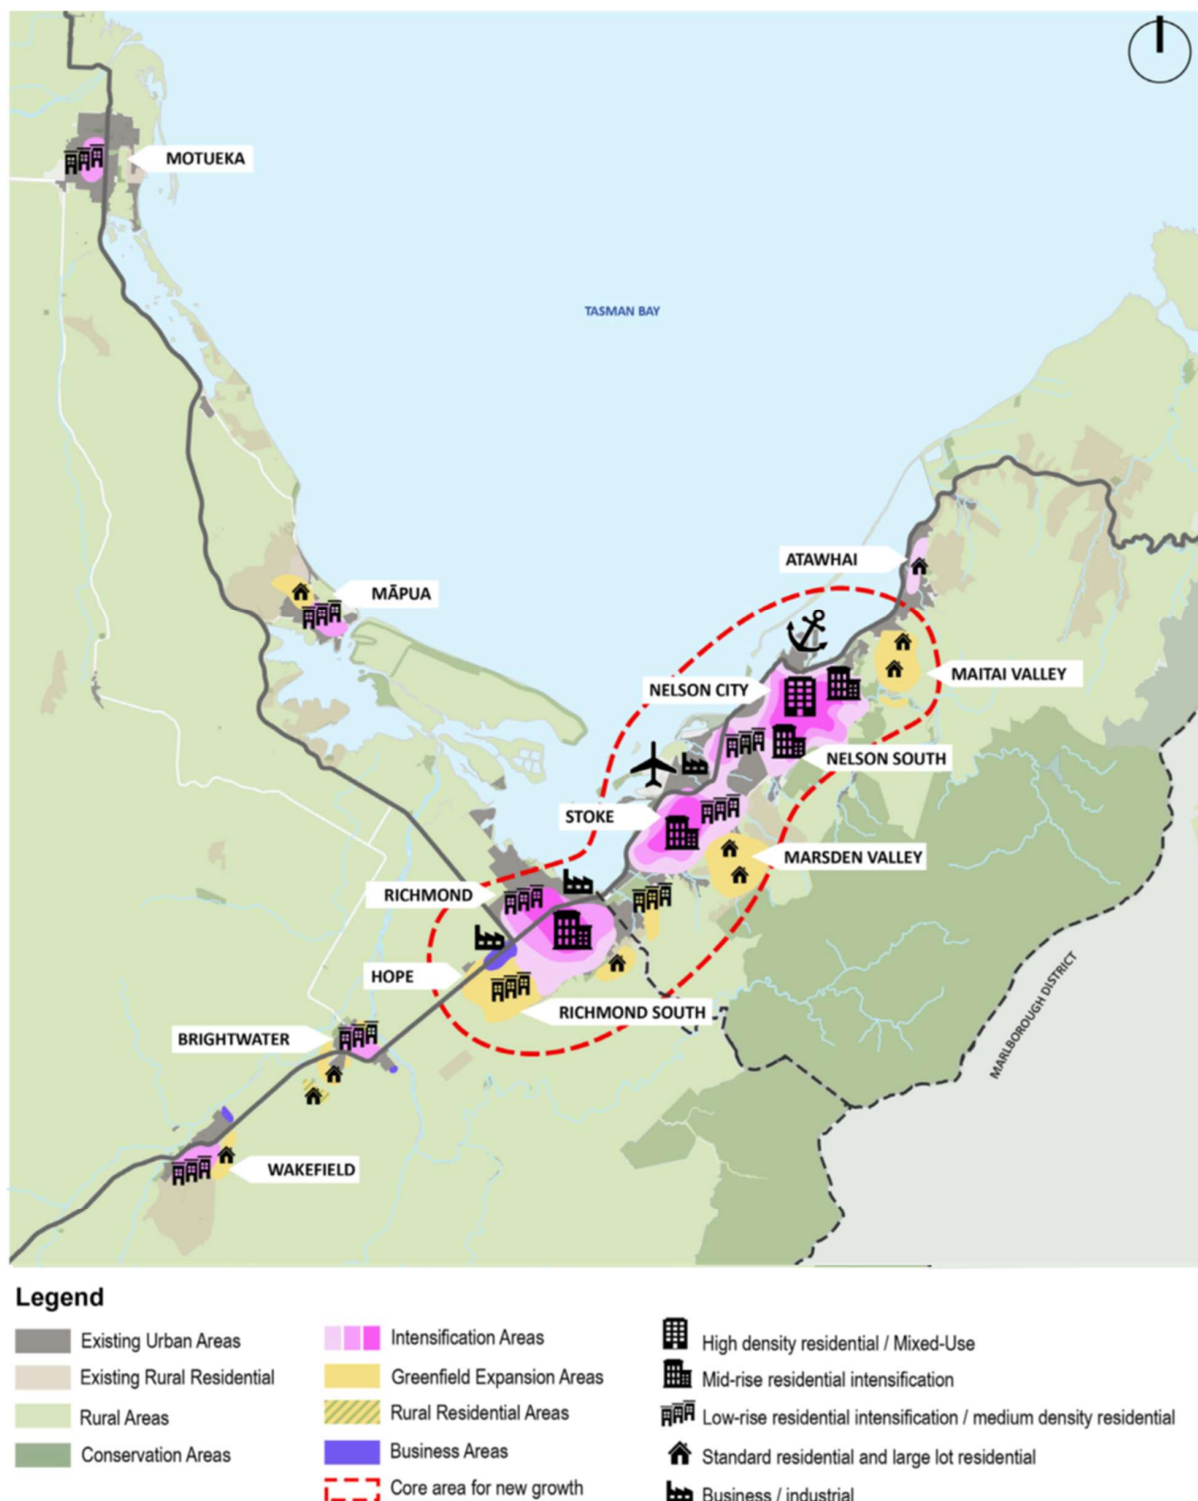 MOTUEKA
TASMAN BAY
ATAWHAI
MĀPUA
MAITAI VALLEY
NELSON CITY
NELSON SOUTH
STOKE
MARSDEN VALLEY
RICHMOND
HOPE
RICHMOND SOUTH
BRIGHTWATER
MARLBOROUGH DISTRICT
WAKEFIELD
Legend
Existing Urban Areas
Existing Rural Residential
Rural Areas
Conservation Areas
Intensification Areas
Greenfield Expansion Areas
Rural Residential Areas
Business Areas
Core area for new growth
High density residential / Mixed-Use
Mid-rise residential intensification
Low-rise residential intensification / medium density residential
Standard residential and large lot residential
Business / industrial